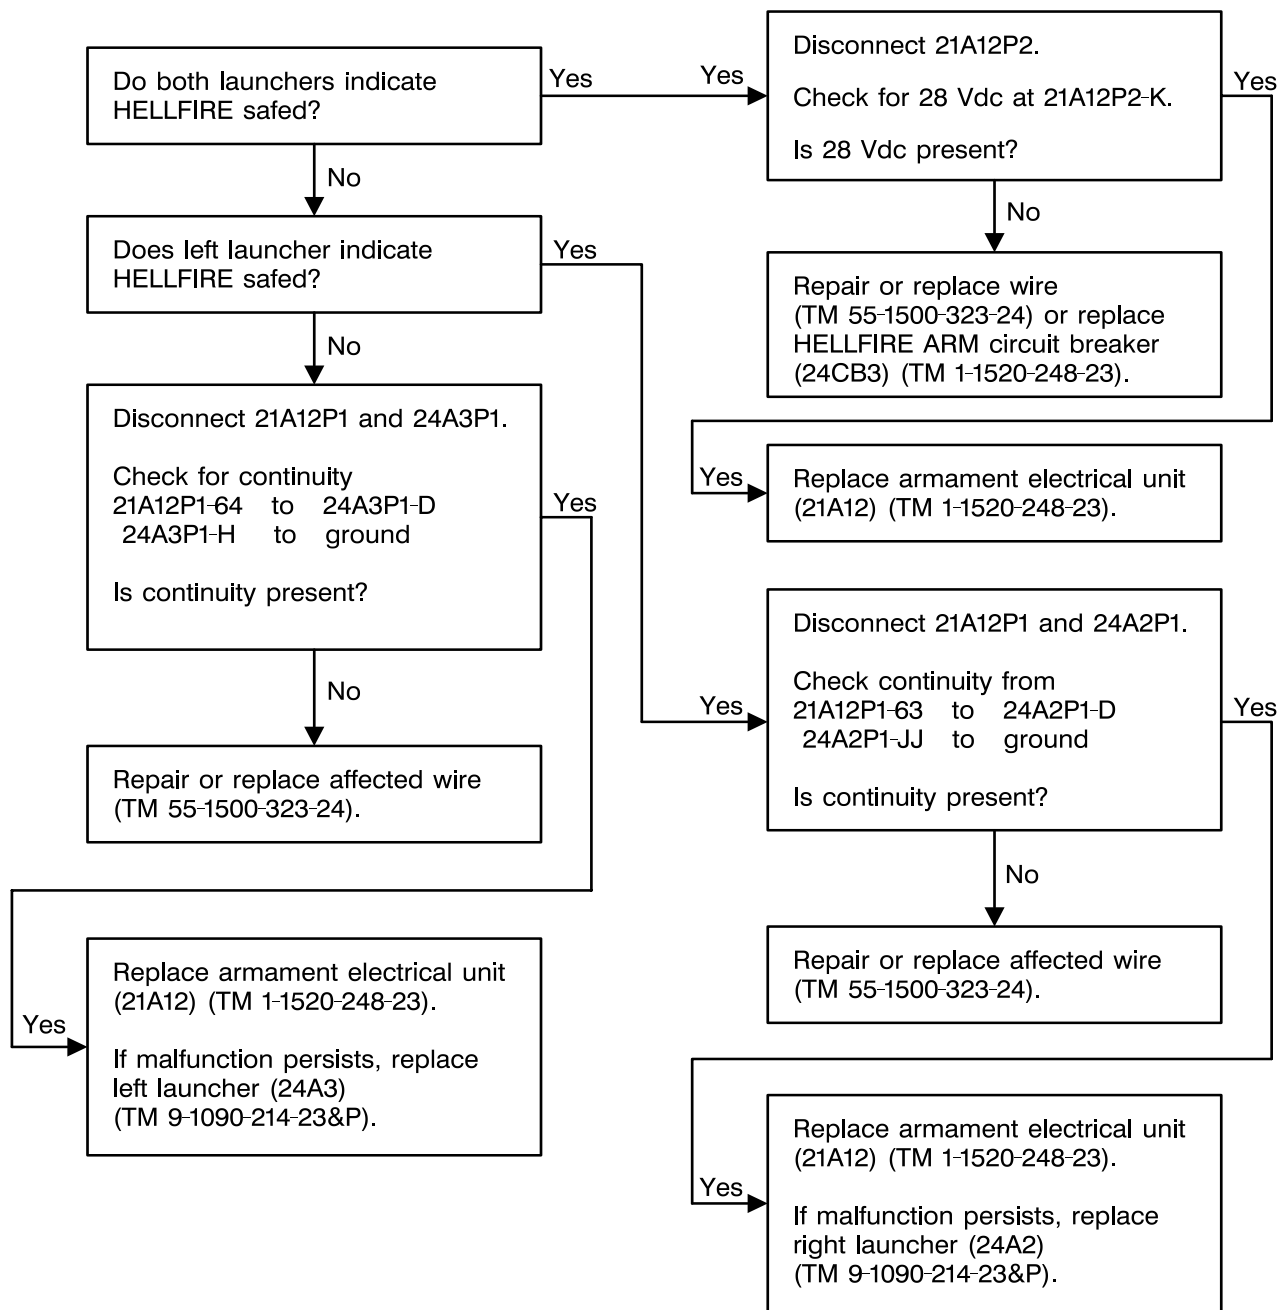 Do both launchers indicate
HELLFIRE safed?
Yes
Yes
Disconnect 21A12P2.
Check for 28 Vdc at 21A12P2-K.
Is 28 Vdc present?
Yes
No
No
Does left launcher indicate
HELLFIRE safed?
Yes
Repair or replace wire
(TM 55-1500-323-24) or replace
HELLFIRE ARM circuit breaker
(24CB3) (TM 1-1520-248-23).
No
Disconnect 21A12P1 and 24A3P1.
Check for continuity
21A12P1-64 to 24A3P1-D
24A3P1-H to ground
Is continuity present?
Yes
Yes
Replace armament electrical unit
(21A12) (TM 1-1520-248-23).
No
Yes
Disconnect 21A12P1 and 24A2P1.
Check continuity from
21A12P1-63 to 24A2P1-D
24A2P1-JJ to ground
Is continuity present?
Yes
Repair or replace affected wire
(TM 55-1500-323-24).
No
Repair or replace affected wire
(TM 55-1500-323-24).
Yes
Replace armament electrical unit
(21A12) (TM 1-1520-248-23).
If malfunction persists, replace
left launcher (24A3)
(TM 9-1090-214-23&P).
Yes
Replace armament electrical unit
(21A12) (TM 1-1520-248-23).
If malfunction persists, replace
right launcher (24A2)
(TM 9-1090-214-23&P).